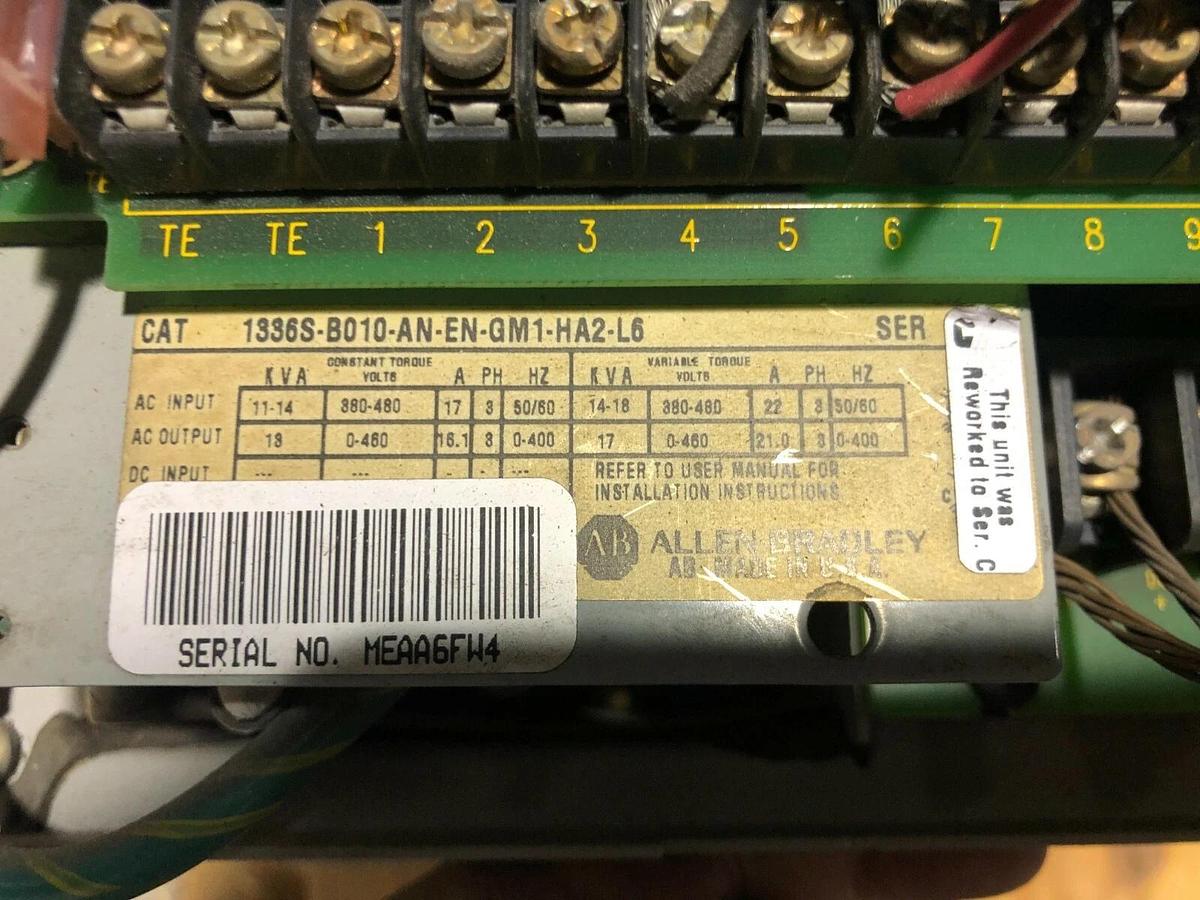 TE TE 1 2 3 4 5 6 7 8 9
CAT 1336S-B010-AN-EN-GM1-HA2-L6 SER
CONSTANT TORQUE VARIABLE TORQUE
KVA VOLTS A PH HZ KVA VOLTS A PH HZ
AC INPUT 11-14 380-480 17 3 50/60 14-18 380-480 22 3 50/60
AC OUTPUT 13 0-460 16.1 3 0-400 17 0-460 21.0 3 0-400
DC INPUT --- --- - - ---
REFER TO USER MANUAL FOR
INSTALLATION INSTRUCTIONS
AB ALLEN-BRADLEY
AB MADE IN U.S.A.
This unit was
Reworked to Ser. C
SERIAL NO. MEAA6FW4